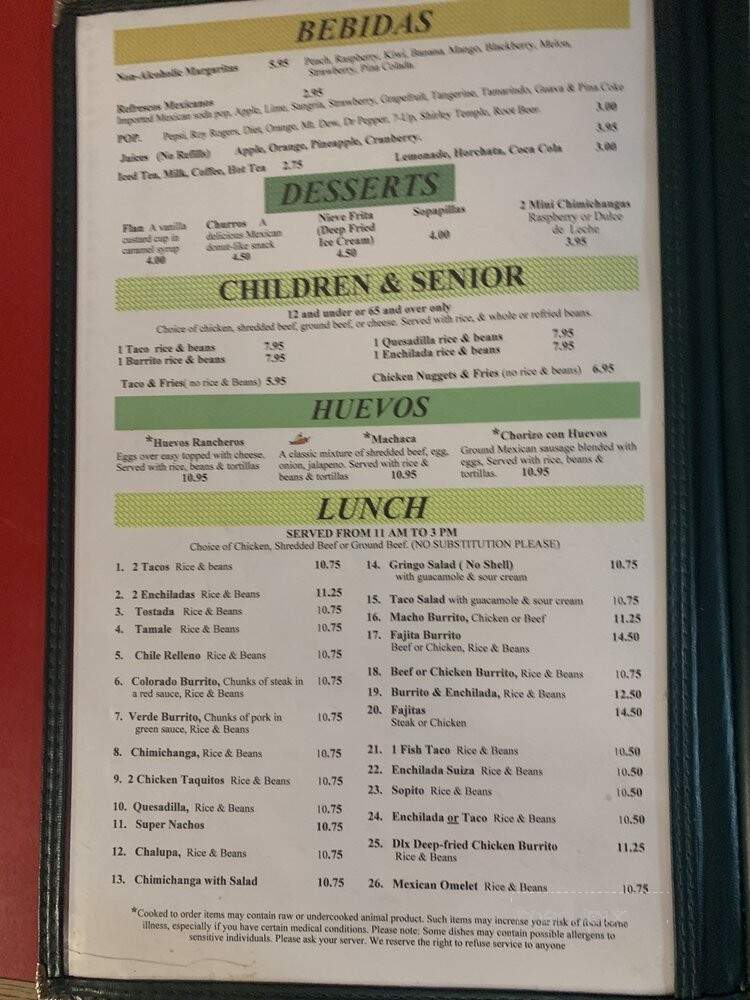 BEBIDAS
Non-Alcoholic Margaritas 5.95 Peach, Raspberry, Kiwi, Banana, Mango, Blackberry, Melon,
Strawberry, Pina Colada.
Refrescos Mexicanos 2.95
Imported Mexican soda pop, Apple, Lime, Sangria, Strawberry, Grapefruit, Tangerine, Tamarindo, Guava & Pina Coke
POP. Pepsi, Roy Rogers, Diet, Orange, Mt. Dew, Dr Pepper, 7-Up, Shirley Temple, Root Beer. 3.00
Juices (No Refills) Apple, Orange, Pineapple, Cranberry. 3.95
Iced Tea, Milk, Coffee, Hot Tea 2.75 Lemonade, Horchata, Coca Cola 3.00
DESSERTS
Flan A vanilla
custard cup in
caramel syrup
4.00
Churros A
delicious Mexican
donut-like snack
4.50
Nieve Frita
(Deep Fried
Ice Cream)
4.50
Sopapillas
4.00
2 Mini Chimichangas
Raspberry or Dulce
de Leche
3.95
CHILDREN & SENIOR
12 and under or 65 and over only
Choice of chicken, shredded beef, ground beef, or cheese. Served with rice, & whole or refried beans.
1 Taco rice & beans 7.95 1 Quesadilla rice & beans 7.95
1 Burrito rice & beans 7.95 1 Enchilada rice & beans 7.95
Taco & Fries( no rice & Beans) 5.95 Chicken Nuggets & Fries (no rice & beans) 6.95
HUEVOS
*Huevos Rancheros
Eggs over easy topped with cheese.
Served with rice, beans & tortillas
10.95
*Machaca
A classic mixture of shredded beef, egg,
onion, jalapeno. Served with rice &
beans & tortillas 10.95
*Chorizo con Huevos
Ground Mexican sausage blended with
eggs, Served with rice, beans &
tortillas. 10.95
LUNCH
SERVED FROM 11 AM TO 3 PM
Choice of Chicken, Shredded Beef or Ground Beef. (NO SUBSTITUTION PLEASE)
1. 2 Tacos Rice & beans 10.75
2. 2 Enchiladas Rice & Beans 11.25
3. Tostada Rice & Beans 10.75
4. Tamale Rice & Beans 10.75
5. Chile Relleno Rice & Beans 10.75
6. Colorado Burrito, Chunks of steak in 10.75
a red sauce, Rice & Beans
7. Verde Burrito, Chunks of pork in 10.75
green sauce, Rice & Beans
8. Chimichanga, Rice & Beans 10.75
9. 2 Chicken Taquitos Rice & Beans 10.75
10. Quesadilla, Rice & Beans 10.75
11. Super Nachos 10.75
12. Chalupa, Rice & Beans 10.75
13. Chimichanga with Salad 10.75
14. Gringo Salad ( No Shell) 10.75
with guacamole & sour cream
15. Taco Salad with guacamole & sour cream 10.75
16. Macho Burrito, Chicken or Beef 11.25
17. Fajita Burrito 14.50
Beef or Chicken, Rice & Beans
18. Beef or Chicken Burrito, Rice & Beans 10.75
19. Burrito & Enchilada, Rice & Beans 12.50
20. Fajitas 14.50
Steak or Chicken
21. 1 Fish Taco Rice & Beans 10.50
22. Enchilada Suiza Rice & Beans 10.50
23. Sopito Rice & Beans 10.50
24. Enchilada or Taco Rice & Beans 10.50
25. Dlx Deep-fried Chicken Burrito 11.25
Rice & Beans
26. Mexican Omelet Rice & Beans 10.75
*Cooked to order items may contain raw or undercooked animal product. Such items may increase your risk of food borne
illness, especially if you have certain medical conditions. Please note: Some dishes may contain possible allergens to
sensitive individuals. Please ask your server. We reserve the right to refuse service to anyone